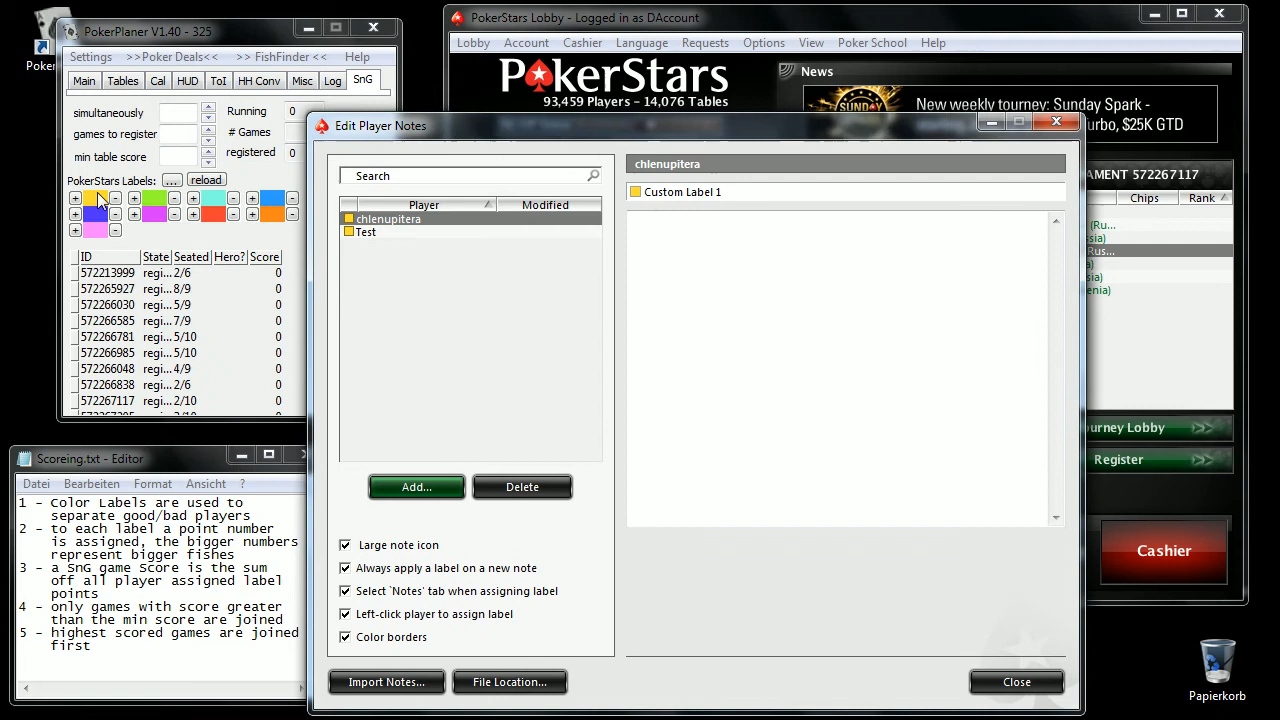 Poker
PokerPlaner V1.40 - 325
Settings >>Poker Deals<< >> FishFinder << Help
Main Tables Cal HUD ToI HH Conv Misc Log SnG
simultaneously Running 0
games to register # Games
min table score registered 0
PokerStars Labels: ... reload
+ - + - + - + -
+ - + - + - + -
+ -
ID State Seated Hero? Score
572213999 regi... 2/6 0
572265927 regi... 8/9 0
572266030 regi... 5/9 0
572266585 regi... 7/9 0
572266781 regi... 5/10 0
572266985 regi... 5/10 0
572266048 regi... 4/9 0
572266838 regi... 2/6 0
572267117 regi... 2/10 0
Scoreing.txt - Editor
Datei Bearbeiten Format Ansicht ?
1 - Color Labels are used to
separate good/bad players
2 - to each label a point number
is assigned, the bigger numbers
represent bigger fishes
3 - a SnG game Score is the sum
off all player assigned label
points
4 - only games with score greater
than the min score are joined
5 - highest scored games are joined
first
PokerStars Lobby - Logged in as DAccount
Lobby Account Cashier Language Requests Options View Poker School Help
PokerStars
93,459 Players - 14,076 Tables
News
SUNDAY
New weekly tourney: Sunday Spark -
urbo, $25K GTD
AMENT 572267117
Chips Rank
(Ru...
sia)
Rus...
a)
sia)
enia)
ourney Lobby >>
Register >>
Cashier
Edit Player Notes
Search
Player Modified
chlenupitera
Test
Add... Delete
Large note icon
Always apply a label on a new note
Select `Notes' tab when assigning label
Left-click player to assign label
Color borders
chlenupitera
Custom Label 1
Import Notes... File Location... Close
Papierkorb